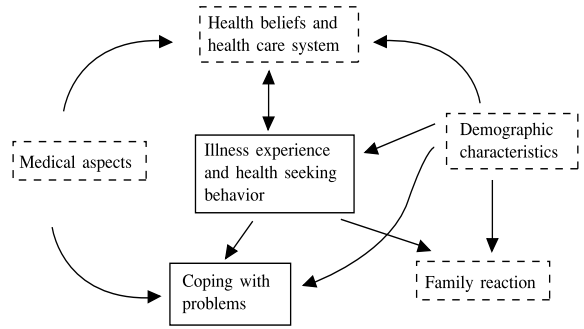 Health beliefs and
health care system
Medical aspects
Illness experience
and health seeking
behavior
Demographic
characteristics
Coping with
problems
Family reaction